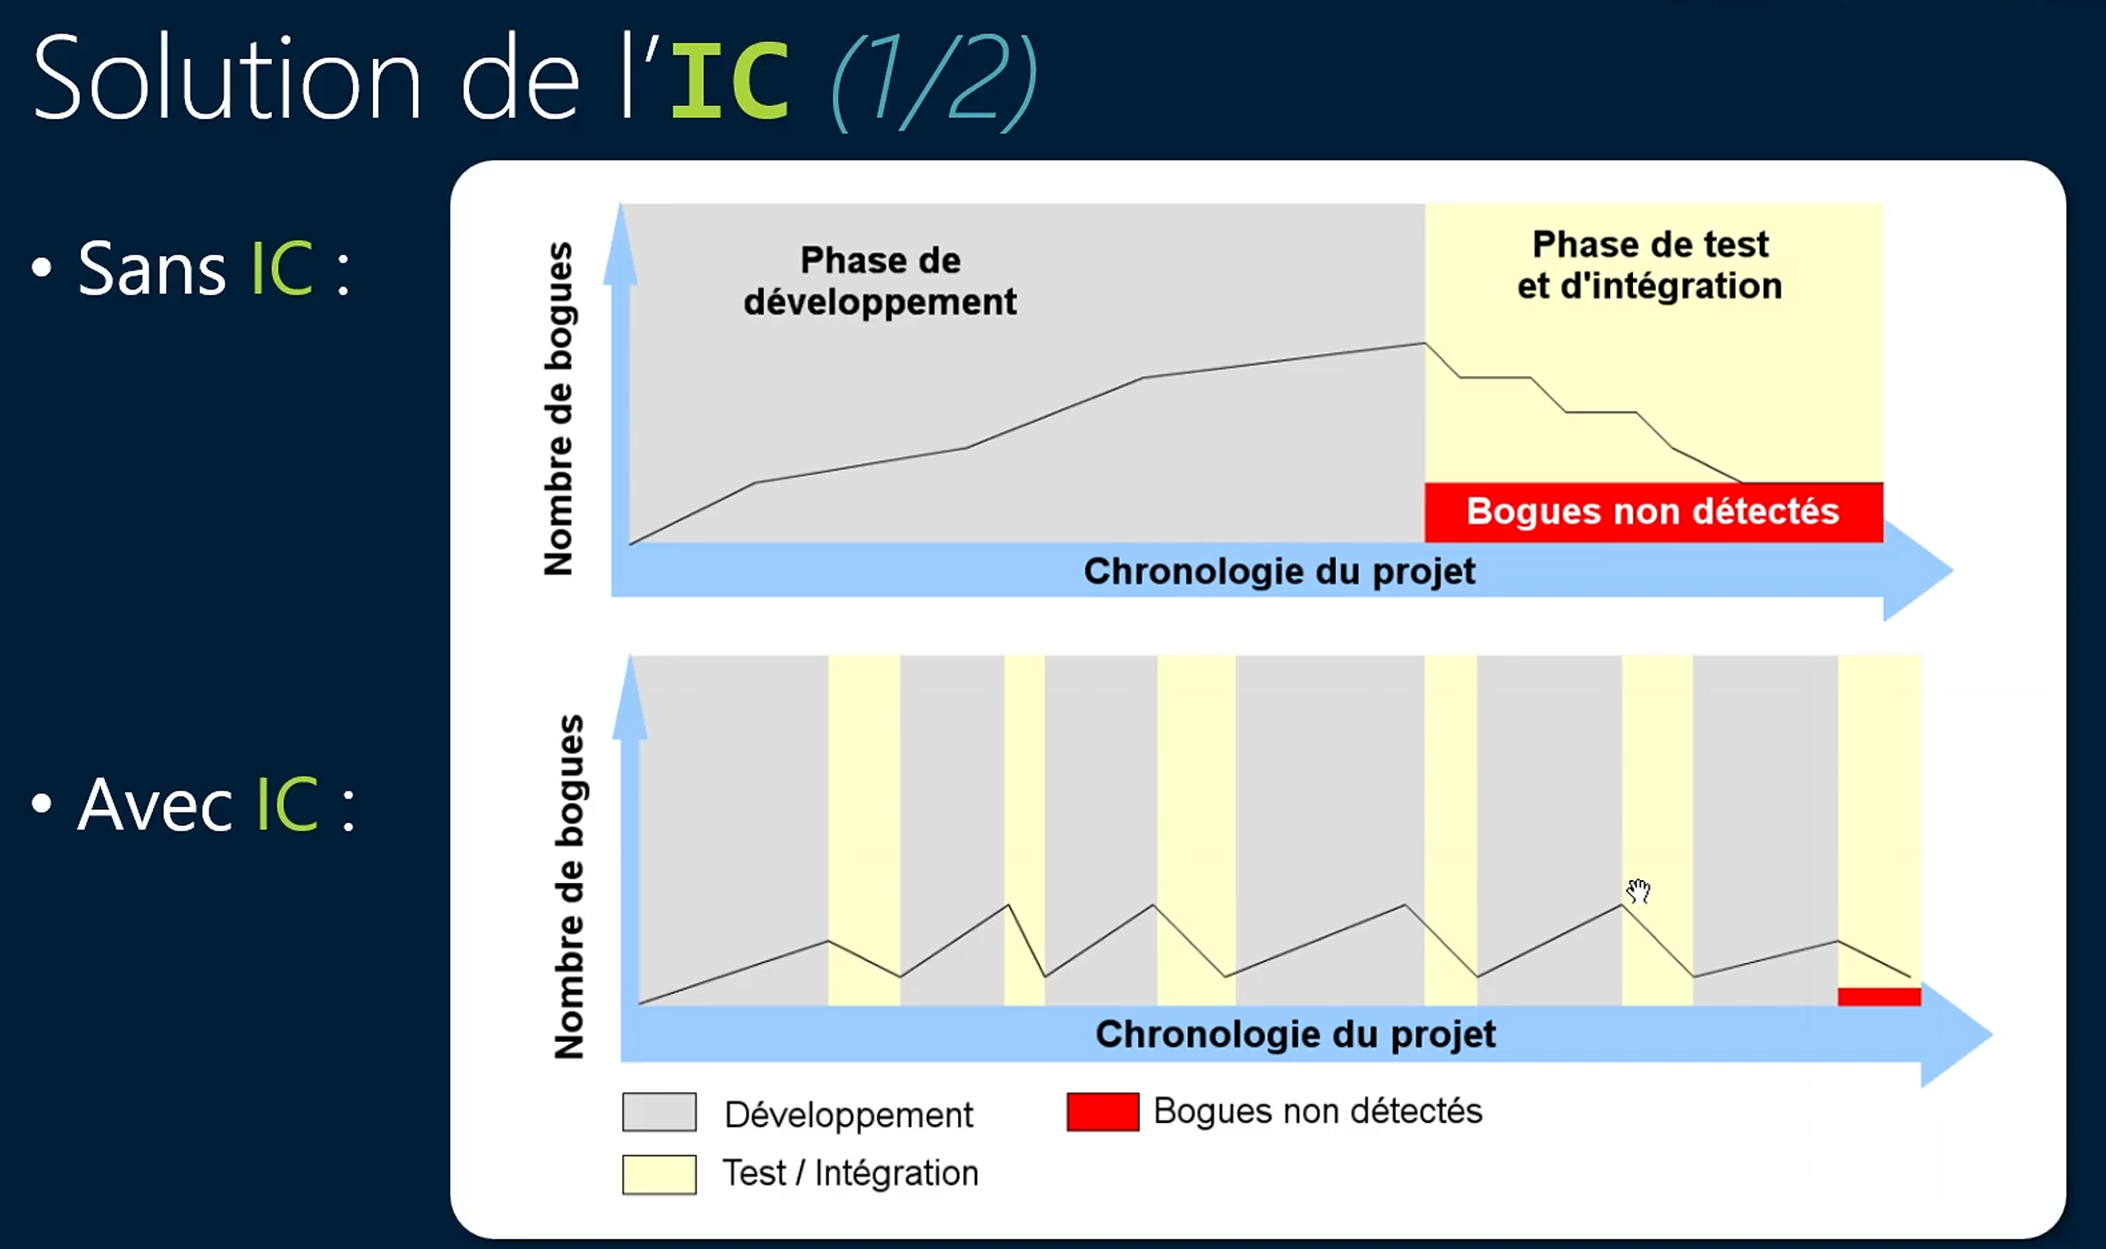 Solution de l’IC (1/2)
• Sans IC :
Nombre de bogues
Phase de
développement
Phase de test
et d'intégration
Bogues non détectés
Chronologie du projet
• Avec IC :
Nombre de bogues
Chronologie du projet
Développement
Bogues non détectés
Test / Intégration